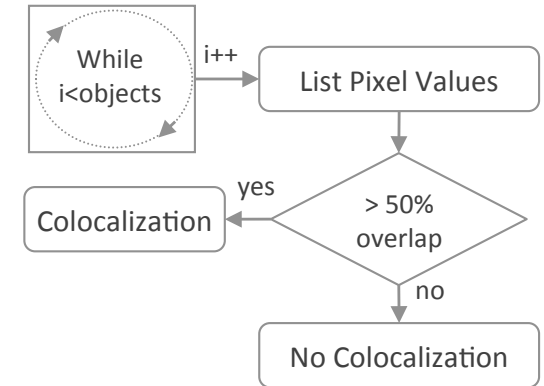 While
i<objects
i++
List Pixel Values
> 50%
overlap
yes
Colocalization
no
No Colocalization